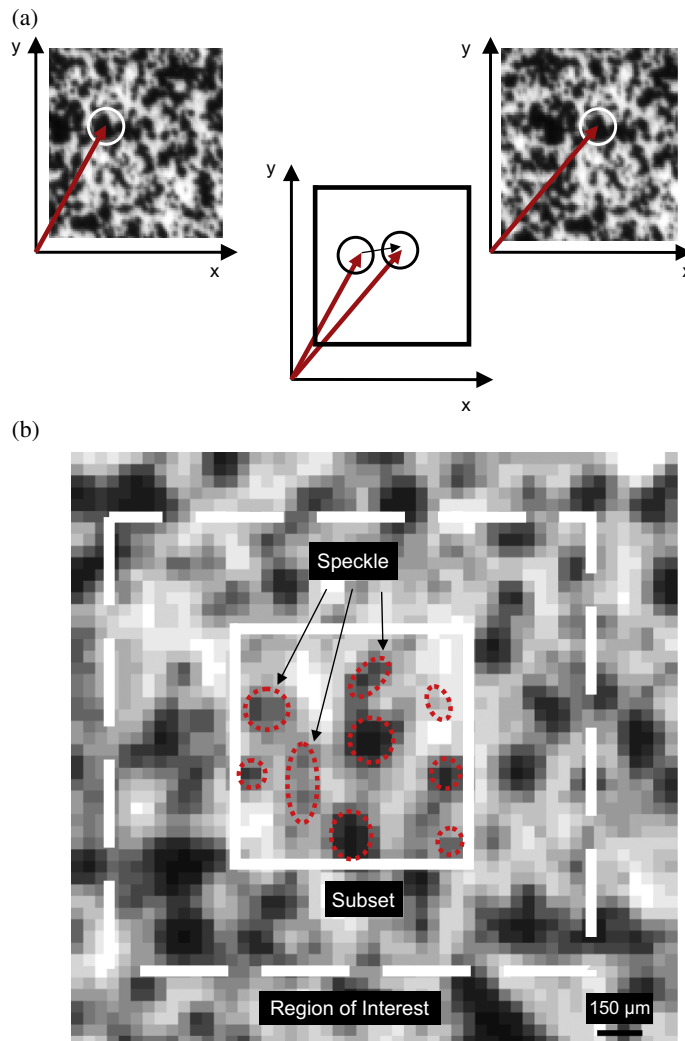 (a)
y
x
y
x
y
x
(b)
Speckle
Subset
Region of Interest
150 µm